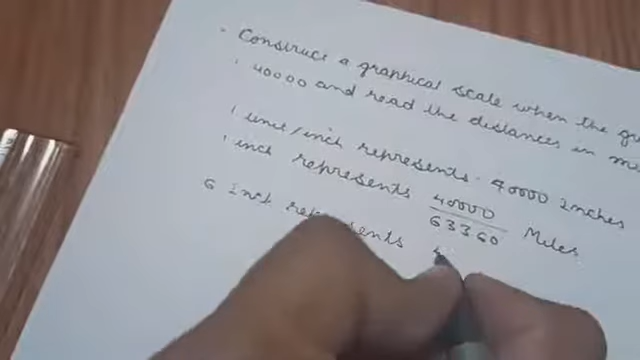 Construct a graphical scale when the
1 40000 and read the distances in
1 unit/inch represents - 40000 Inches
1 inch represents 40000/63360 Miles
6 inch represents